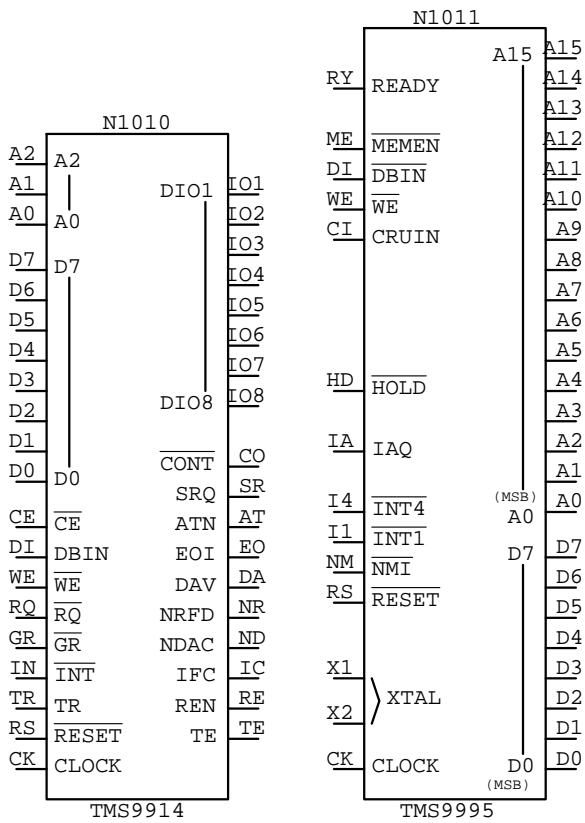 N1010
A2 A2
A1 DIO1 IO1
A0 A0 IO2
IO3
D7 D7
IO4
D6
IO5
D5
IO6
D4
IO7
D3
DIO8 IO8
D2
D1
CONT CO
D0 D0
SRQ SR
CE CE ATN AT
DI DBIN EOI EO
WE WE DAV DA
RQ RQ NRFD NR
GR GR NDAC ND
IN INT IFC IC
TR TR REN RE
RS RESET TE TE
CK CLOCK
TMS9914
N1011
A15 A15
RY READY A14
A13
ME MEMEN A12
DI DBIN A11
WE WE A10
CI CRUIN A9
A8
A7
A6
A5
HD HOLD A4
A3
IA IAQ A2
A1
(MSB)
I4 INT4 A0 A0
I1 INT1
D7 D7
NM NMI D6
RS RESET D5
D4
X1 D3
XTAL D2
X2 D1
CK CLOCK D0 D0
(MSB)
TMS9995